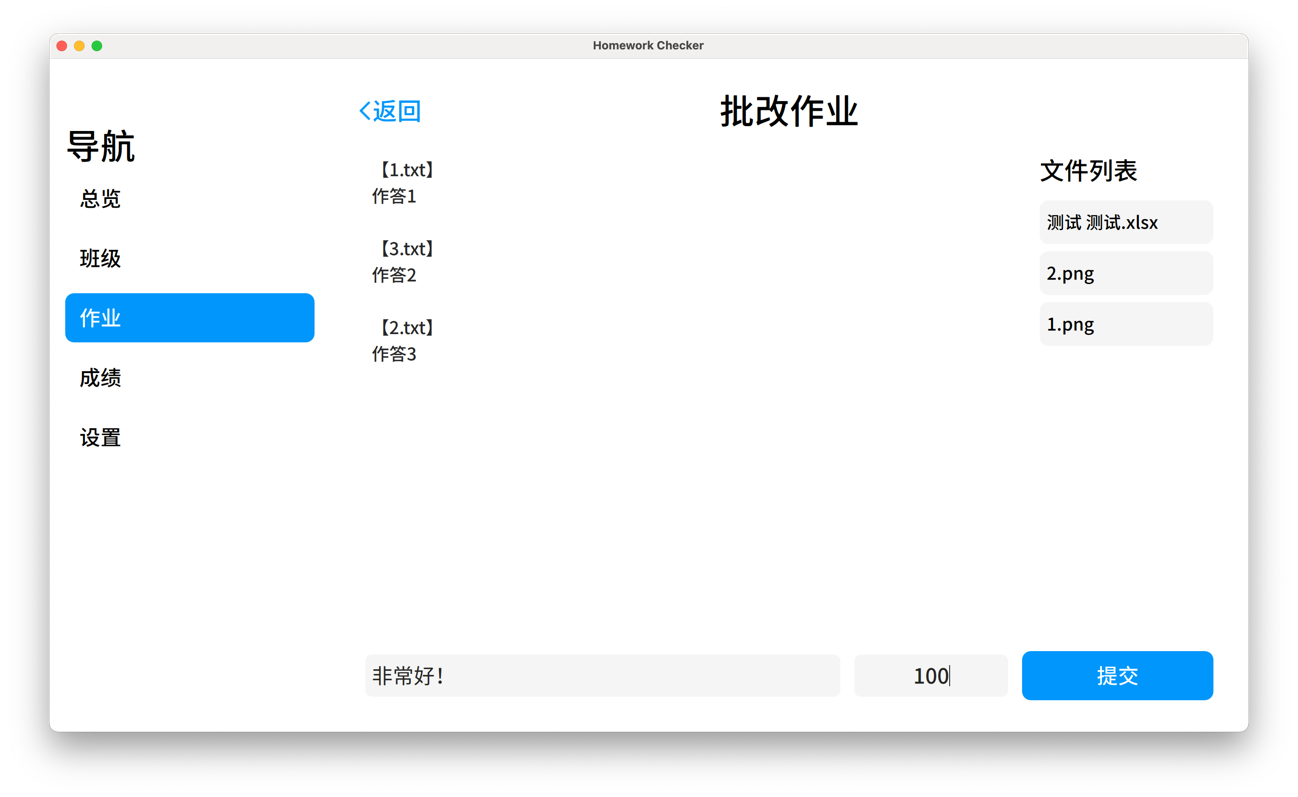 Homework Checker
导航
总览
班级
作业
成绩
设置
返回
批改作业
【1.txt】
作答1
【3.txt】
作答2
【2.txt】
作答3
文件列表
测试 测试.xlsx
2.png
1.png
非常好！
100
提交